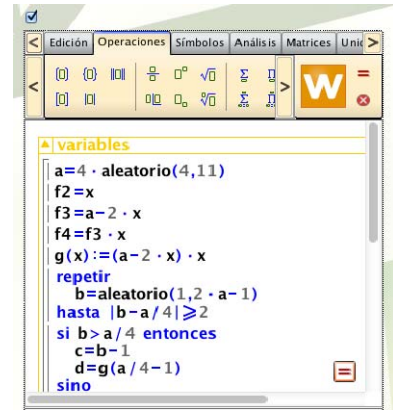 < Edición Operaciones Símbolos Análisis Matrices Unid >
W
variables
a=4 · aleatorio(4,11)
f2=x
f3=a-2 · x
f4=f3 · x
g(x):=(a-2 · x) · x
repetir
b=aleatorio(1,2 · a-1)
hasta |b-a/4|⩾2
si b>a/4 entonces
c=b-1
d=g(a/4-1)
sino